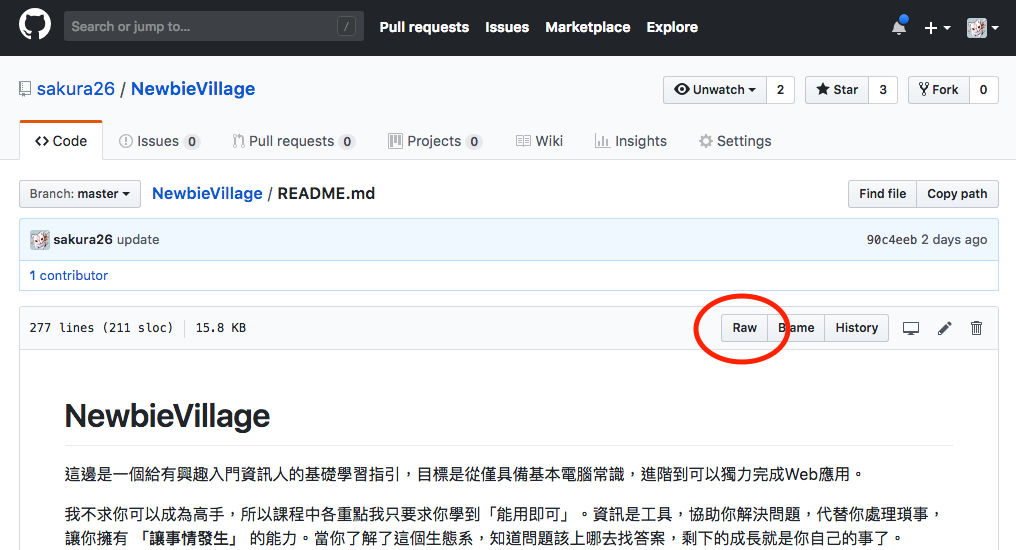 Search or jump to... / Pull requests Issues Marketplace Explore
sakura26 / NewbieVillage Unwatch 2 Star 3 Fork 0
Code Issues 0 Pull requests 0 Projects 0 Wiki Insights Settings
Branch: master NewbieVillage / README.md Find file Copy path
sakura26 update 90c4eeb 2 days ago
1 contributor
277 lines (211 sloc) 15.8 KB Raw Blame History
NewbieVillage
這邊是一個給有興趣入門資訊人的基礎學習指引，目標是從僅具備基本電腦常識，進階到可以獨力完成Web應用。
我不求你可以成為高手，所以課程中各重點我只要求你學到「能用即可」。資訊是工具，協助你解決問題，代替你處理瑣事，
讓你擁有 「讓事情發生」 的能力。當你了解了這個生態系，知道問題該上哪去找答案，剩下的成長就是你自己的事了。